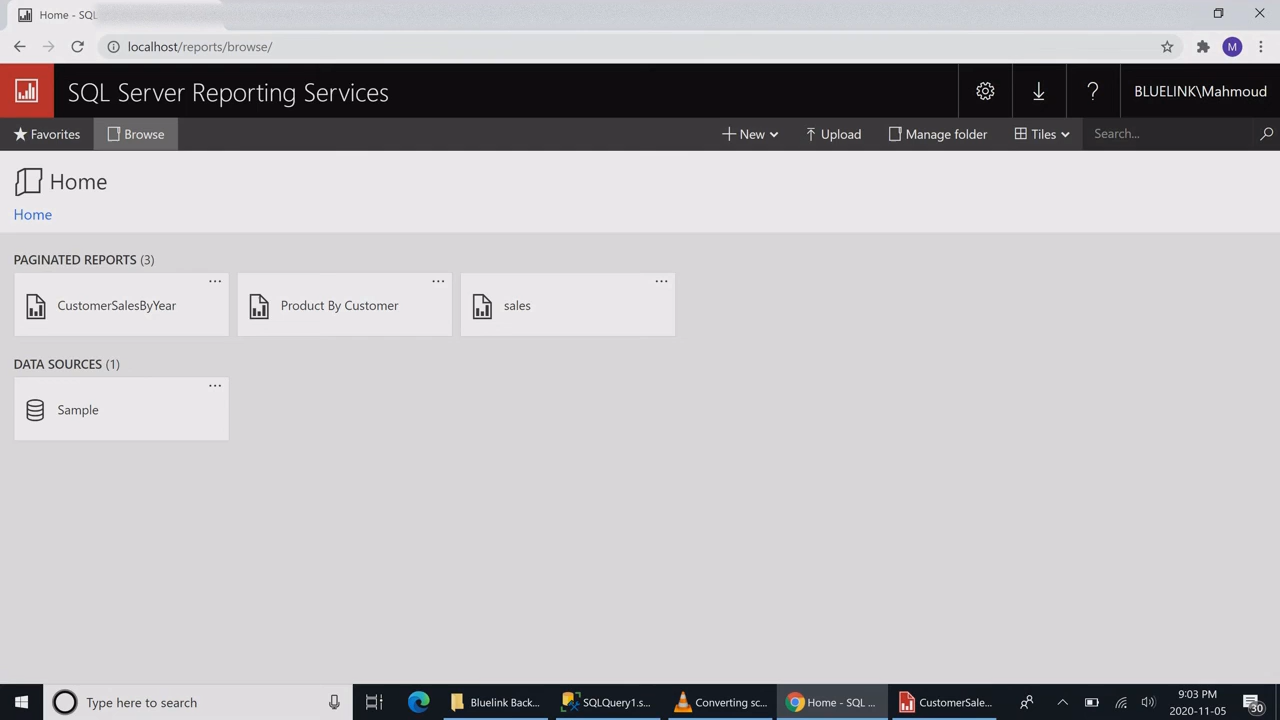 Home - SQL
localhost/reports/browse/
M
SQL Server Reporting Services
BLUELINK\Mahmoud
Favorites
Browse
New
Upload
Manage folder
Tiles
Search...
Home
Home
PAGINATED REPORTS (3)
CustomerSalesByYear
Product By Customer
sales
DATA SOURCES (1)
Sample
Type here to search
Bluelink Back...
SQLQuery1.s...
Converting sc...
Home - SQL ...
CustomerSale...
9:03 PM
2020-11-05
30